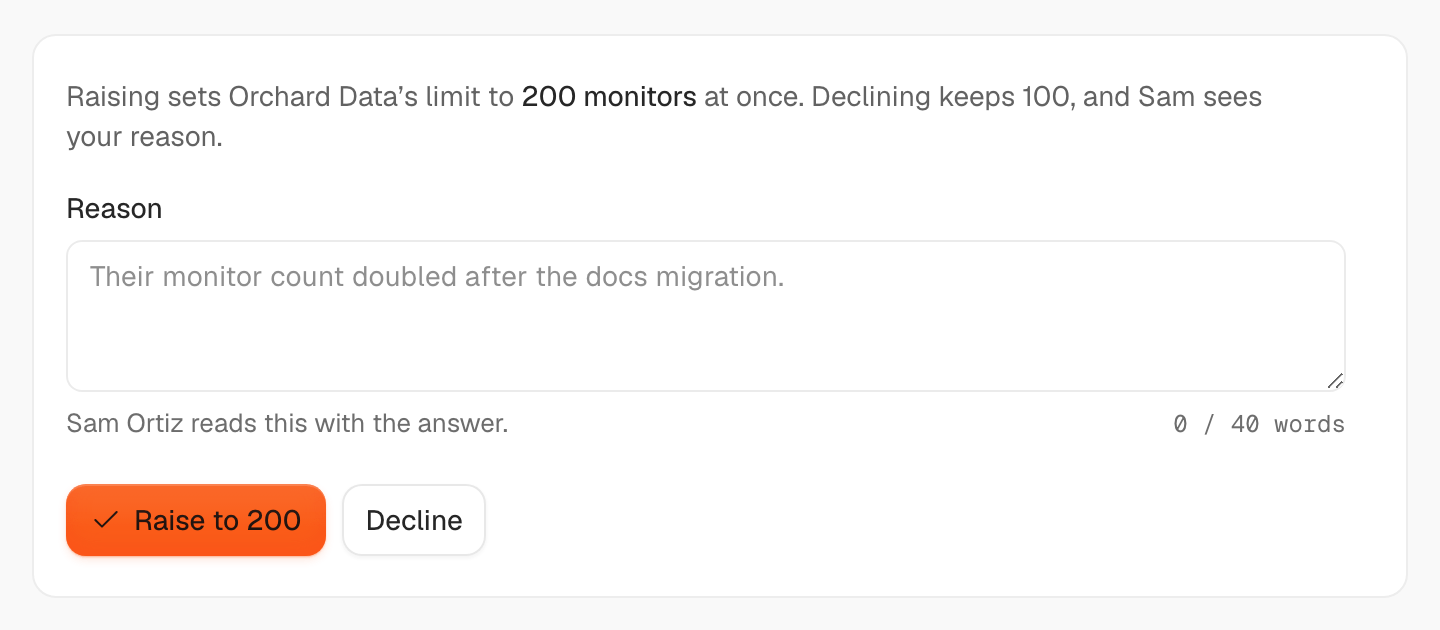 Raising sets Orchard Data’s limit to 200 monitors at once. Declining keeps 100, and Sam sees
your reason.
Reason
Their monitor count doubled after the docs migration.
Sam Ortiz reads this with the answer.
0 / 40 words
Raise to 200
Decline